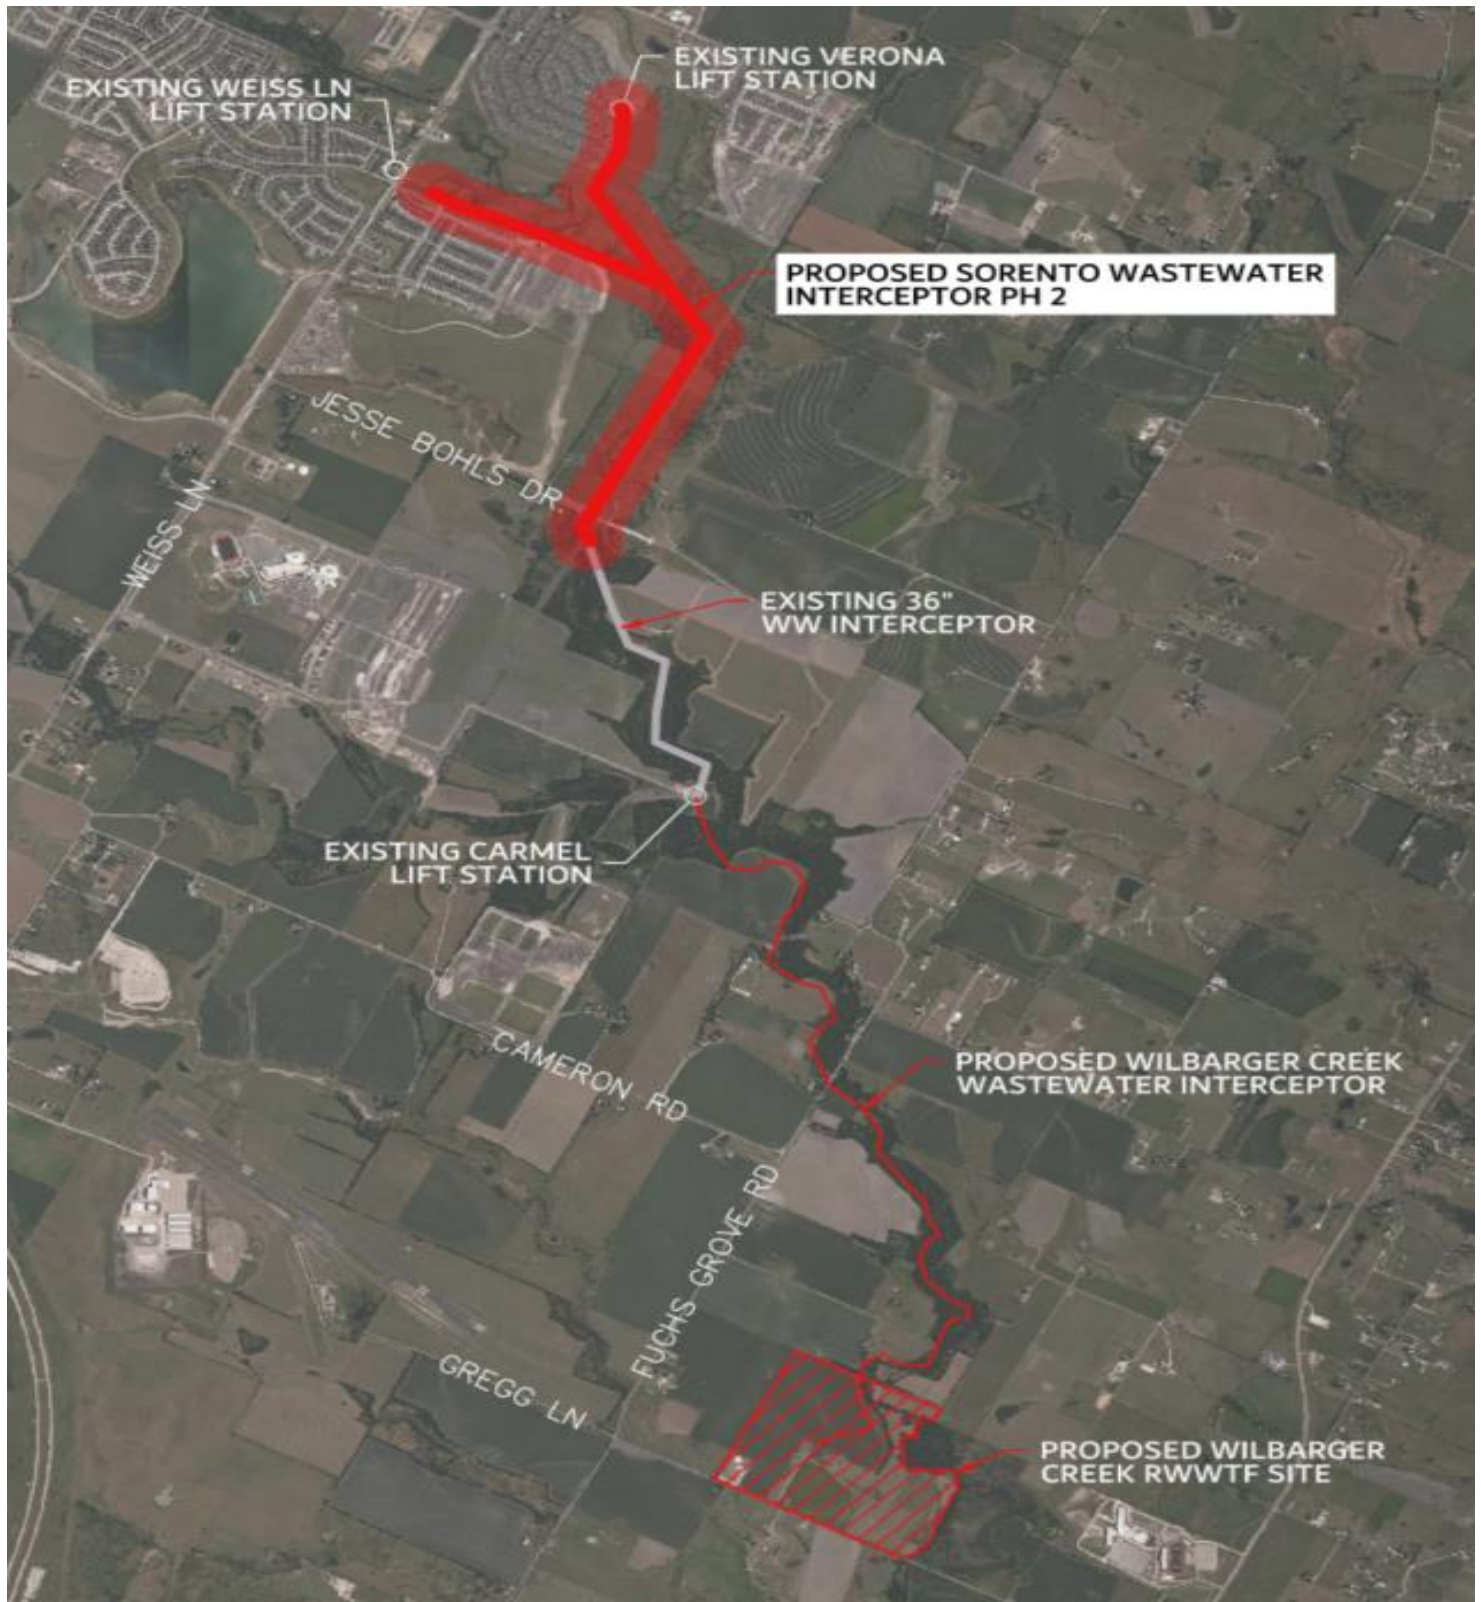 EXISTING VERONA
LIFT STATION
EXISTING WEISS LN
LIFT STATION
PROPOSED SORENTO WASTEWATER
INTERCEPTOR PH 2
JESSE BOHLS DR.
WEISS LN
EXISTING 36"
WW INTERCEPTOR
EXISTING CARMEL
LIFT STATION
CAMERON RD
PROPOSED WILBARGER CREEK
WASTEWATER INTERCEPTOR
FUCHS GROVE RD
GREGG LN
PROPOSED WILBARGER
CREEK RWWTF SITE